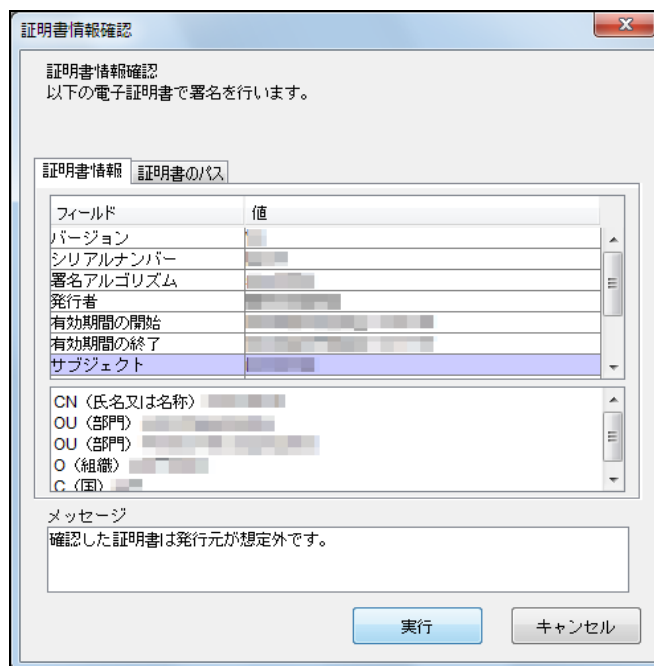 証明書情報確認
証明書情報確認
以下の電子証明書で署名を行います。
証明書情報 証明書のパス
フィールド 値
バージョン
シリアルナンバー
署名アルゴリズム
発行者
有効期間の開始
有効期間の終了
サブジェクト
CN（氏名又は名称）
OU（部門）
OU（部門）
O（組織）
C（国）
メッセージ
確認した証明書は発行元が想定外です。
実行 キャンセル